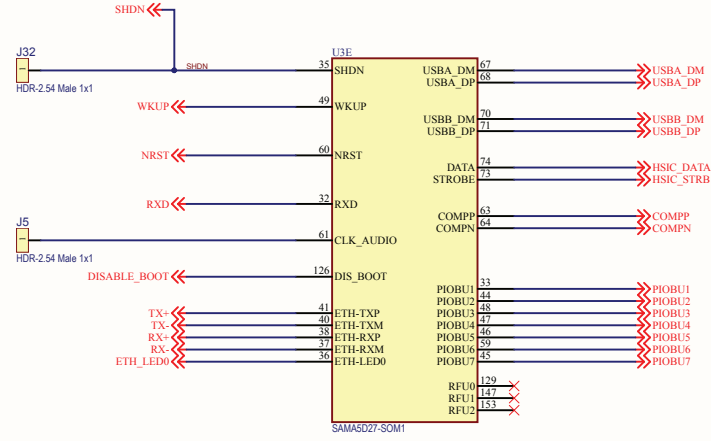 SHDN
J32
1
SHDN
HDR-2.54 Male 1x1
WKUP
NRST
RXD
J5
1
HDR-2.54 Male 1x1
DISABLE_BOOT
TX+
TX-
RX+
RX-
ETH_LED0
U3E
35 SHDN
49 WKUP
60 NRST
32 RXD
61 CLK_AUDIO
126 DIS_BOOT
41 ETH-TXP
40 ETH-TXM
38 ETH-RXP
37 ETH-RXM
36 ETH-LED0
USBA_DM 67 USBA_DM
USBA_DP 68 USBA_DP
USBB_DM 70 USBB_DM
USBB_DP 71 USBB_DP
DATA 74 HSIC_DATA
STROBE 73 HSIC_STRB
COMPP 63 COMPP
COMPN 64 COMPN
PIOBU1 33 PIOBU1
PIOBU2 44 PIOBU2
PIOBU3 48 PIOBU3
PIOBU4 47 PIOBU4
PIOBU5 46 PIOBU5
PIOBU6 59 PIOBU6
PIOBU7 45 PIOBU7
RFU0 129
RFU1 147
RFU2 153
SAMA5D27-SOM1